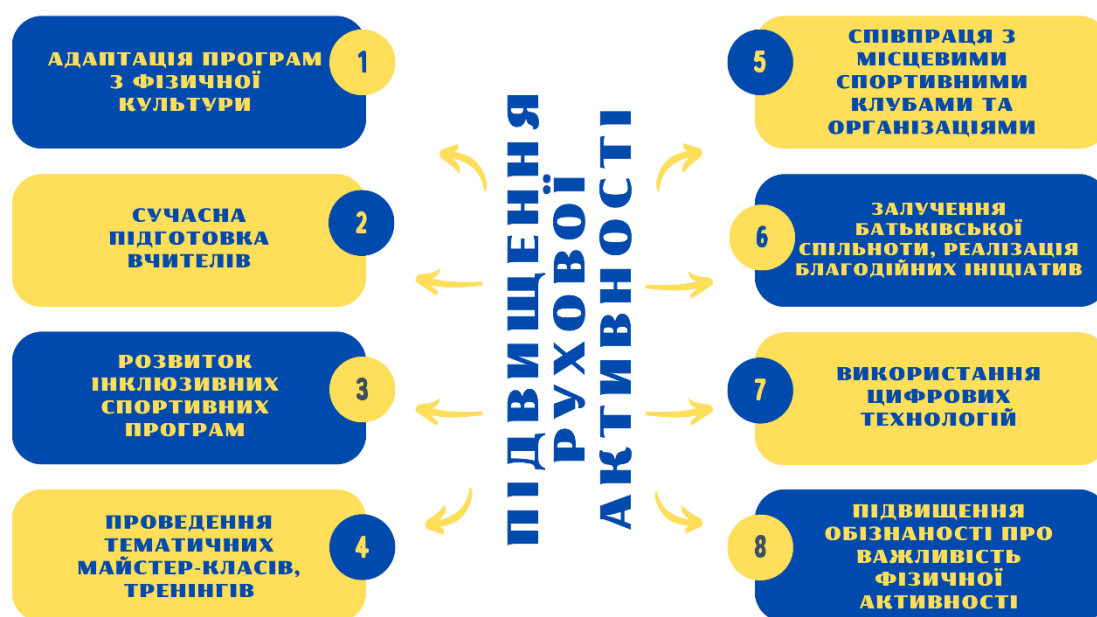 АДАПТАЦІЯ ПРОГРАМ
З ФІЗИЧНОЇ
КУЛЬТУРИ
1
СУЧАСНА
ПІДГОТОВКА
ВЧИТЕЛІВ
2
РОЗВИТОК
ІНКЛЮЗИВНИХ
СПОРТИВНИХ
ПРОГРАМ
3
ПРОВЕДЕННЯ
ТЕМАТИЧНИХ
МАЙСТЕР-КЛАСІВ,
ТРЕНІНГІВ
4
ПІДВИЩЕННЯ
РУХОВОЇ
АКТИВНОСТІ
5
СПІВПРАЦЯ З
МІСЦЕВИМИ
СПОРТИВНИМИ
КЛУБАМИ ТА
ОРГАНІЗАЦІЯМИ
6
ЗАЛУЧЕННЯ
БАТЬКІВСЬКОЇ
СПІЛЬНОТИ, РЕАЛІЗАЦІЯ
БЛАГОДІЙНИХ ІНІЦІАТИВ
7
ВИКОРИСТАННЯ
ЦИФРОВИХ
ТЕХНОЛОГІЙ
8
ПІДВИЩЕННЯ
ОБІЗНАНОСТІ ПРО
ВАЖЛИВІСТЬ
ФІЗИЧНОЇ
АКТИВНОСТІ